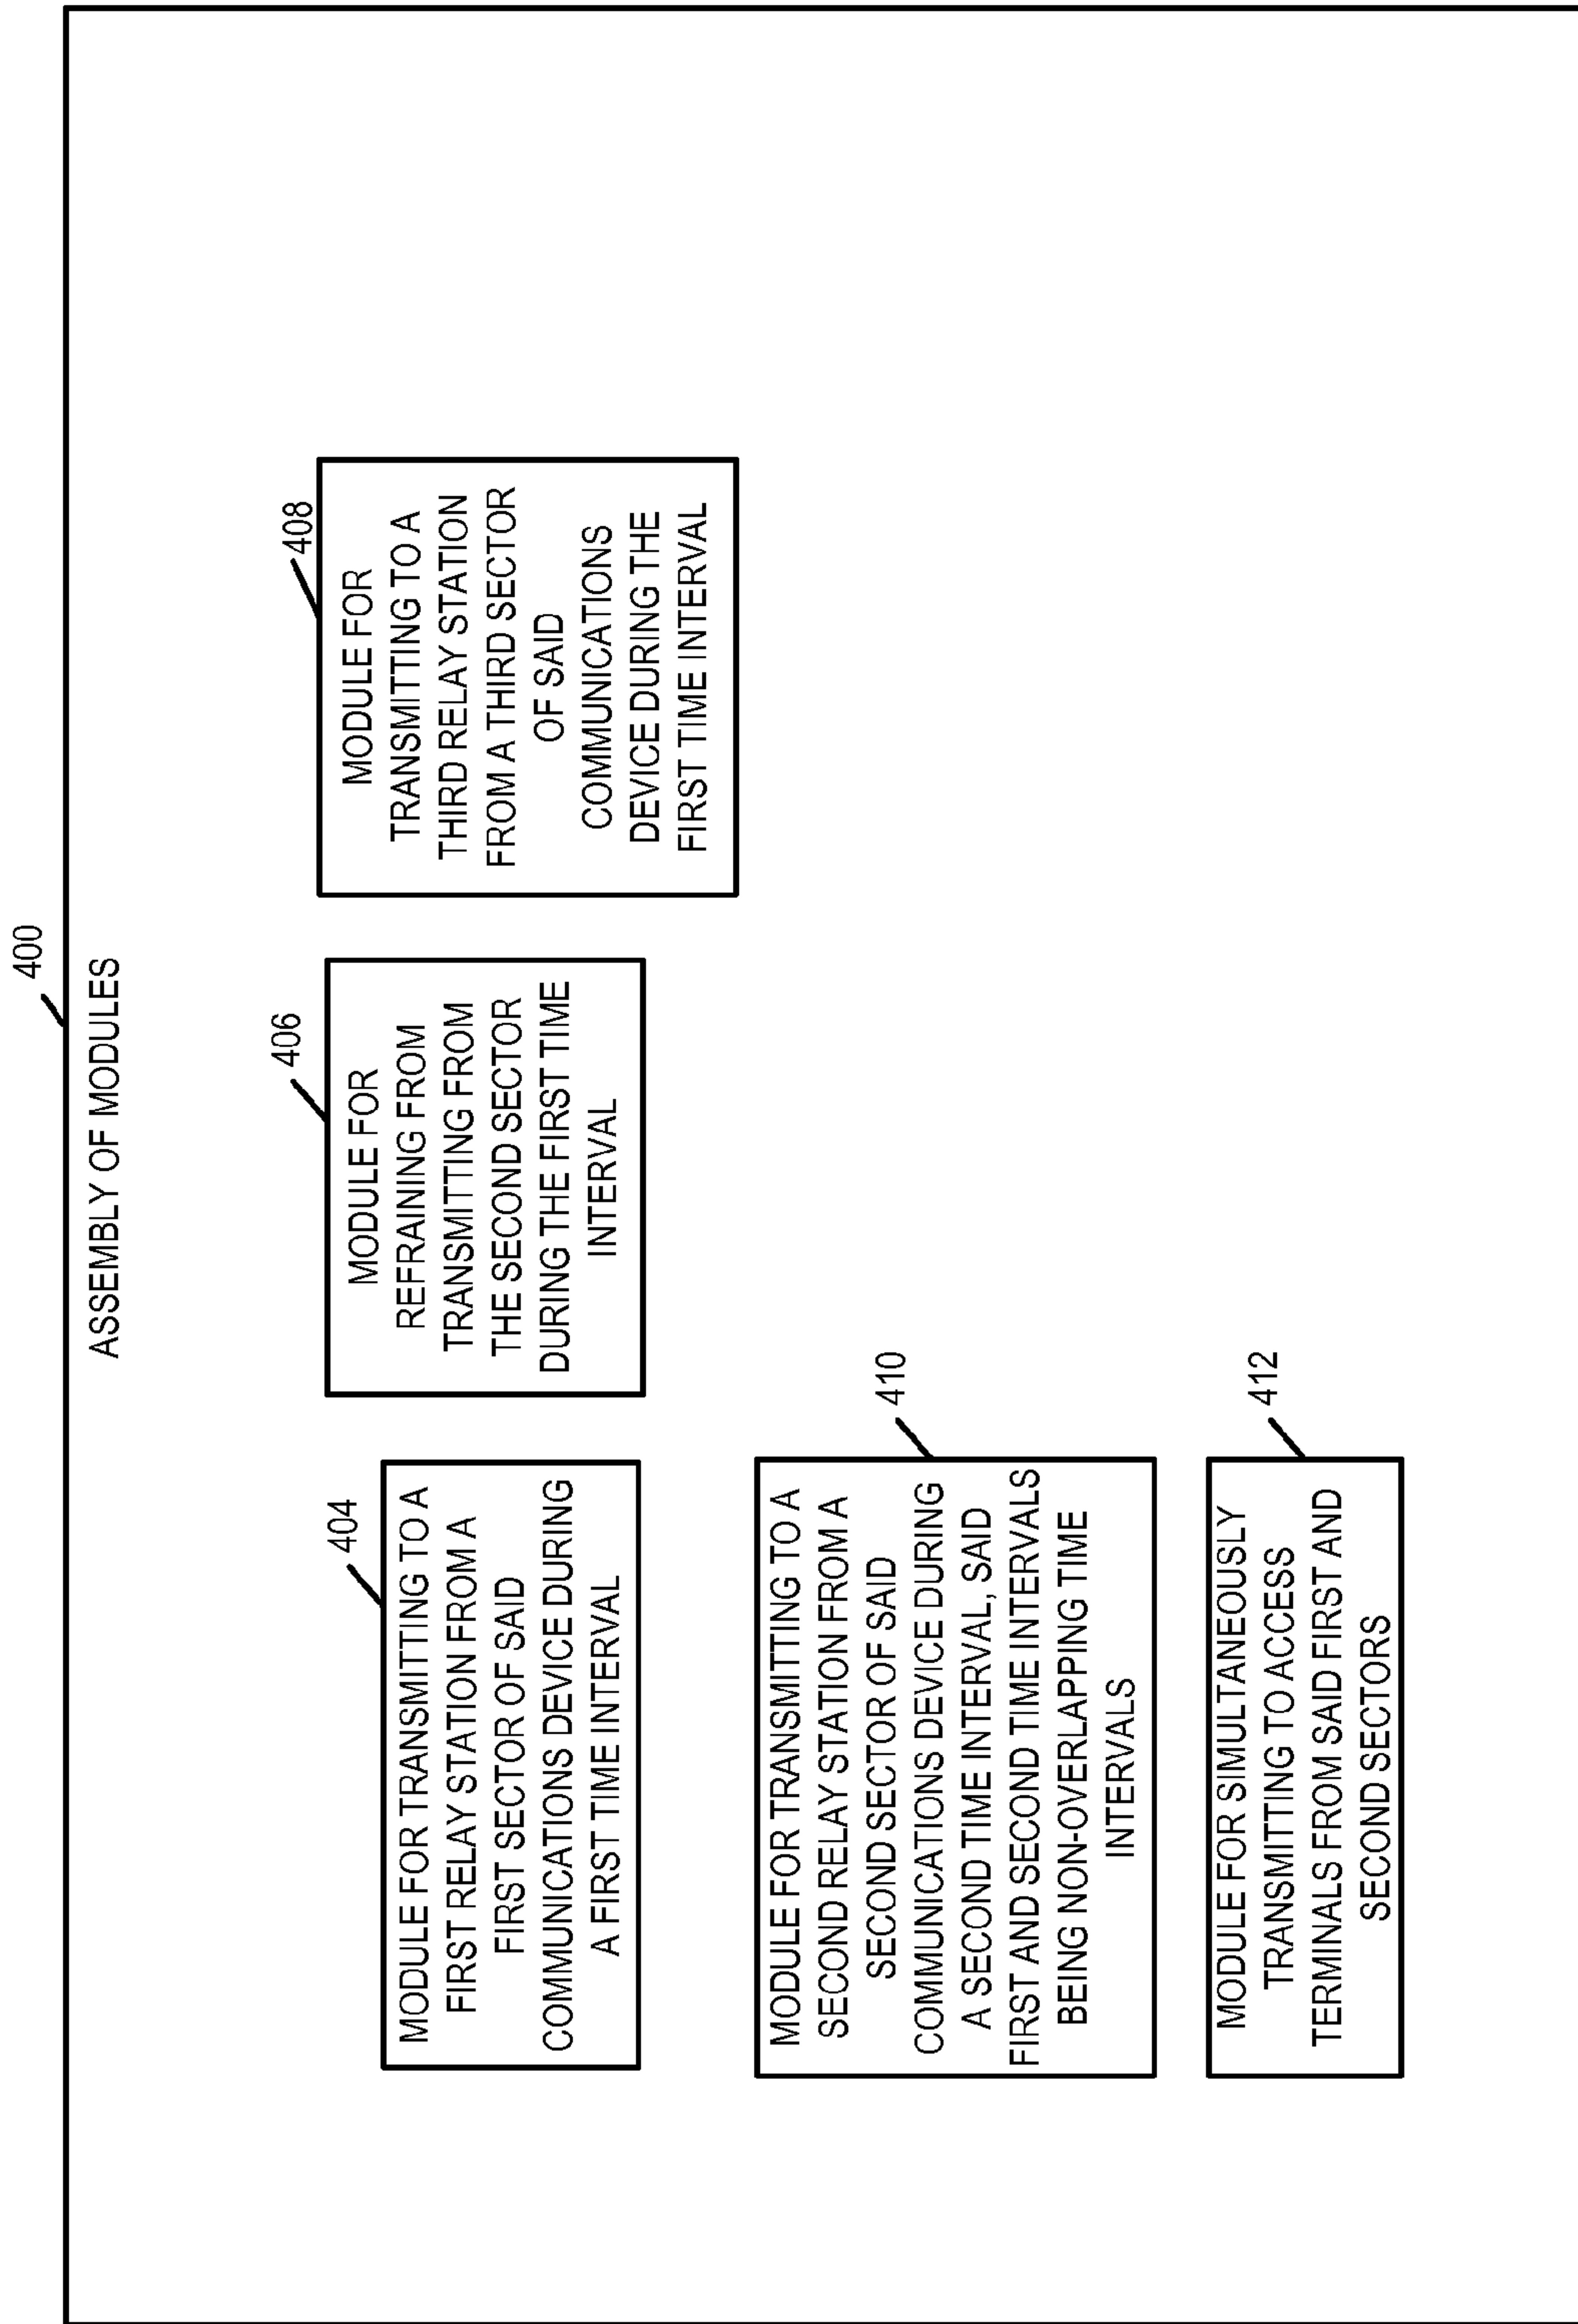 400
ASSEMBLY OF MODULES
404
MODULE FOR TRANSMITTING TO A
FIRST RELAY STATION FROM A
FIRST SECTOR OF SAID
COMMUNICATIONS DEVICE DURING
A FIRST TIME INTERVAL
406
MODULE FOR
REFRAINING FROM
TRANSMITTING FROM
THE SECOND SECTOR
DURING THE FIRST TIME
INTERVAL
408
MODULE FOR
TRANSMITTING TO A
THIRD RELAY STATION
FROM A THIRD SECTOR
OF SAID
COMMUNICATIONS
DEVICE DURING THE
FIRST TIME INTERVAL
410
MODULE FOR TRANSMITTING TO A
SECOND RELAY STATION FROM A
SECOND SECTOR OF SAID
COMMUNICATIONS DEVICE DURING
A SECOND TIME INTERVAL, SAID
FIRST AND SECOND TIME INTERVALS
BEING NON-OVERLAPPING TIME
INTERVALS
412
MODULE FOR SIMULTANEOUSLY
TRANSMITTING TO ACCESS
TERMINALS FROM SAID FIRST AND
SECOND SECTORS